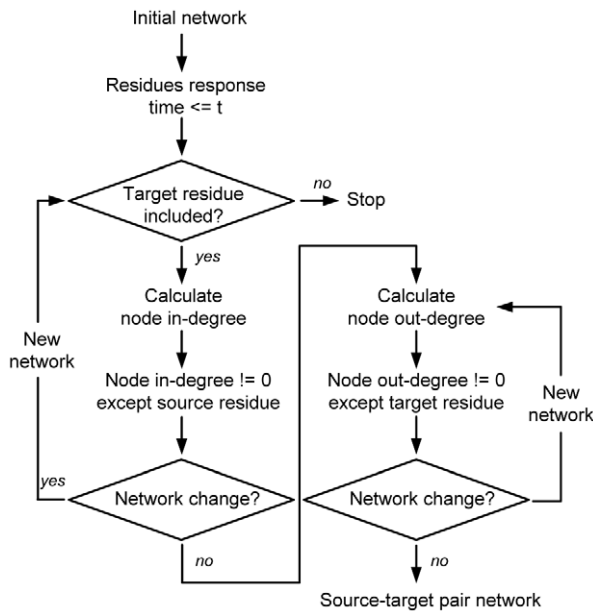 Initial network
Residues response
time <= t
Target residue
included?
no
Stop
yes
Calculate
node in-degree
Node in-degree != 0
except source residue
Network change?
yes
New
network
no
Calculate
node out-degree
Node out-degree != 0
except target residue
Network change?
New
network
no
Source-target pair network